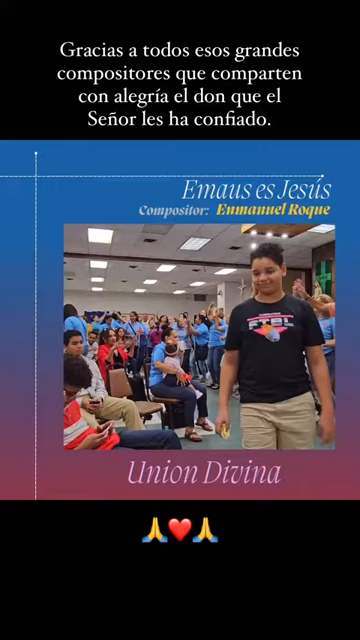 Gracias a todos esos grandes
compositores que comparten
con alegría el don que el
Señor les ha confiado.
Emaus es Jesús
Compositor: Enmanuel Roque
Union Divina